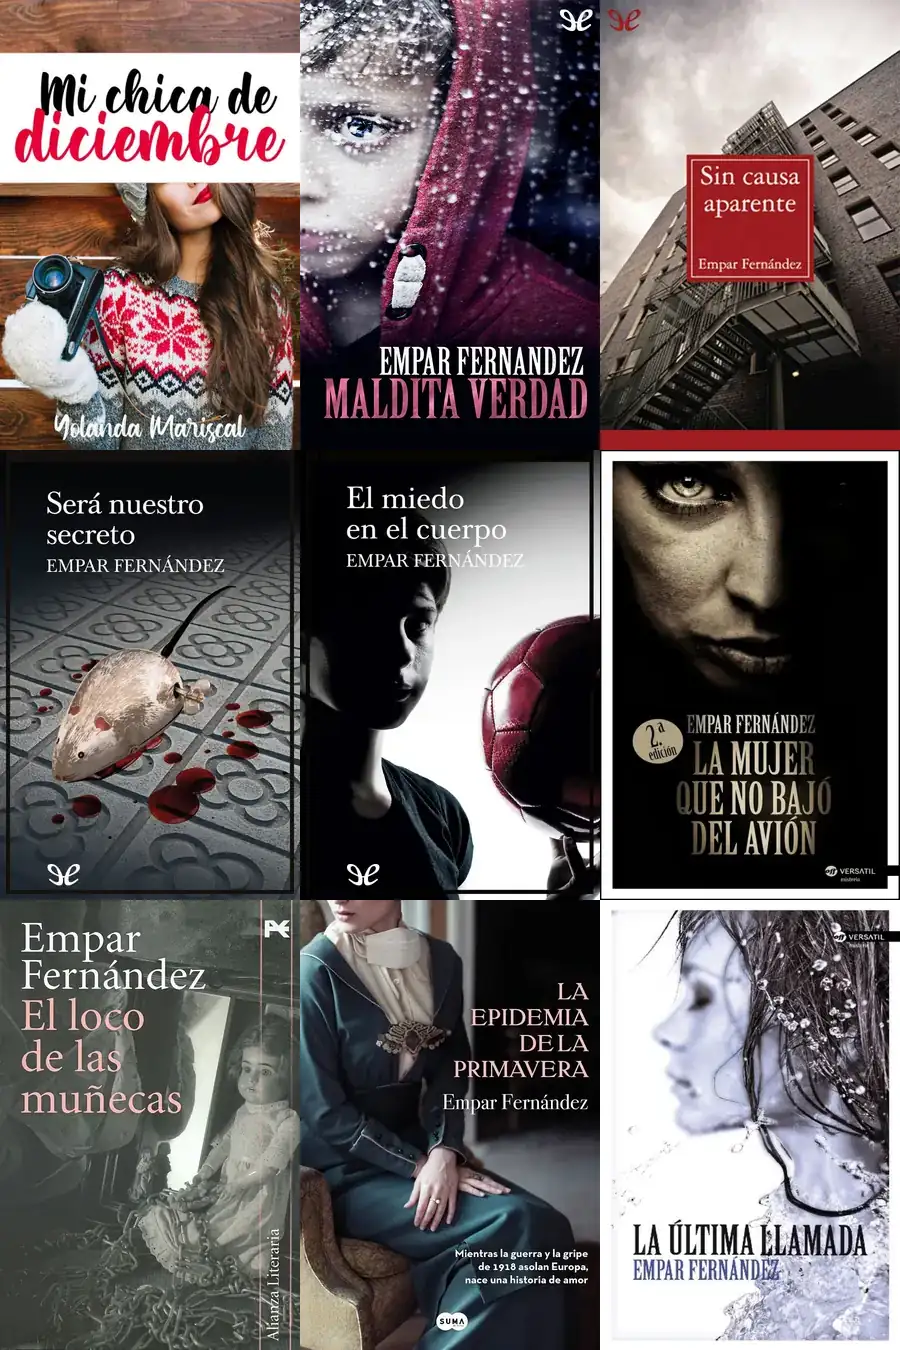 Mi chica de
diciembre
Yolanda Mariscal
EMPAR FERNANDEZ
MALDITA VERDAD
Sin causa
aparente
Empar Fernández
Será nuestro
secreto
EMPAR FERNÁNDEZ
El miedo
en el cuerpo
EMPAR FERNÁNDEZ
2.ª
edición
EMPAR FERNÁNDEZ
LA MUJER
QUE NO BAJÓ
DEL AVIÓN
VERSATIL
misterio
Empar
Fernández
El loco
de las
muñecas
Alianza Literaria
LA
EPIDEMIA
DE LA
PRIMAVERA
Empar Fernández
Mientras la guerra y la gripe
de 1918 asolan Europa,
nace una historia de amor
SUMA
VERSATIL
LA ÚLTIMA LLAMADA
EMPAR FERNÁNDEZ